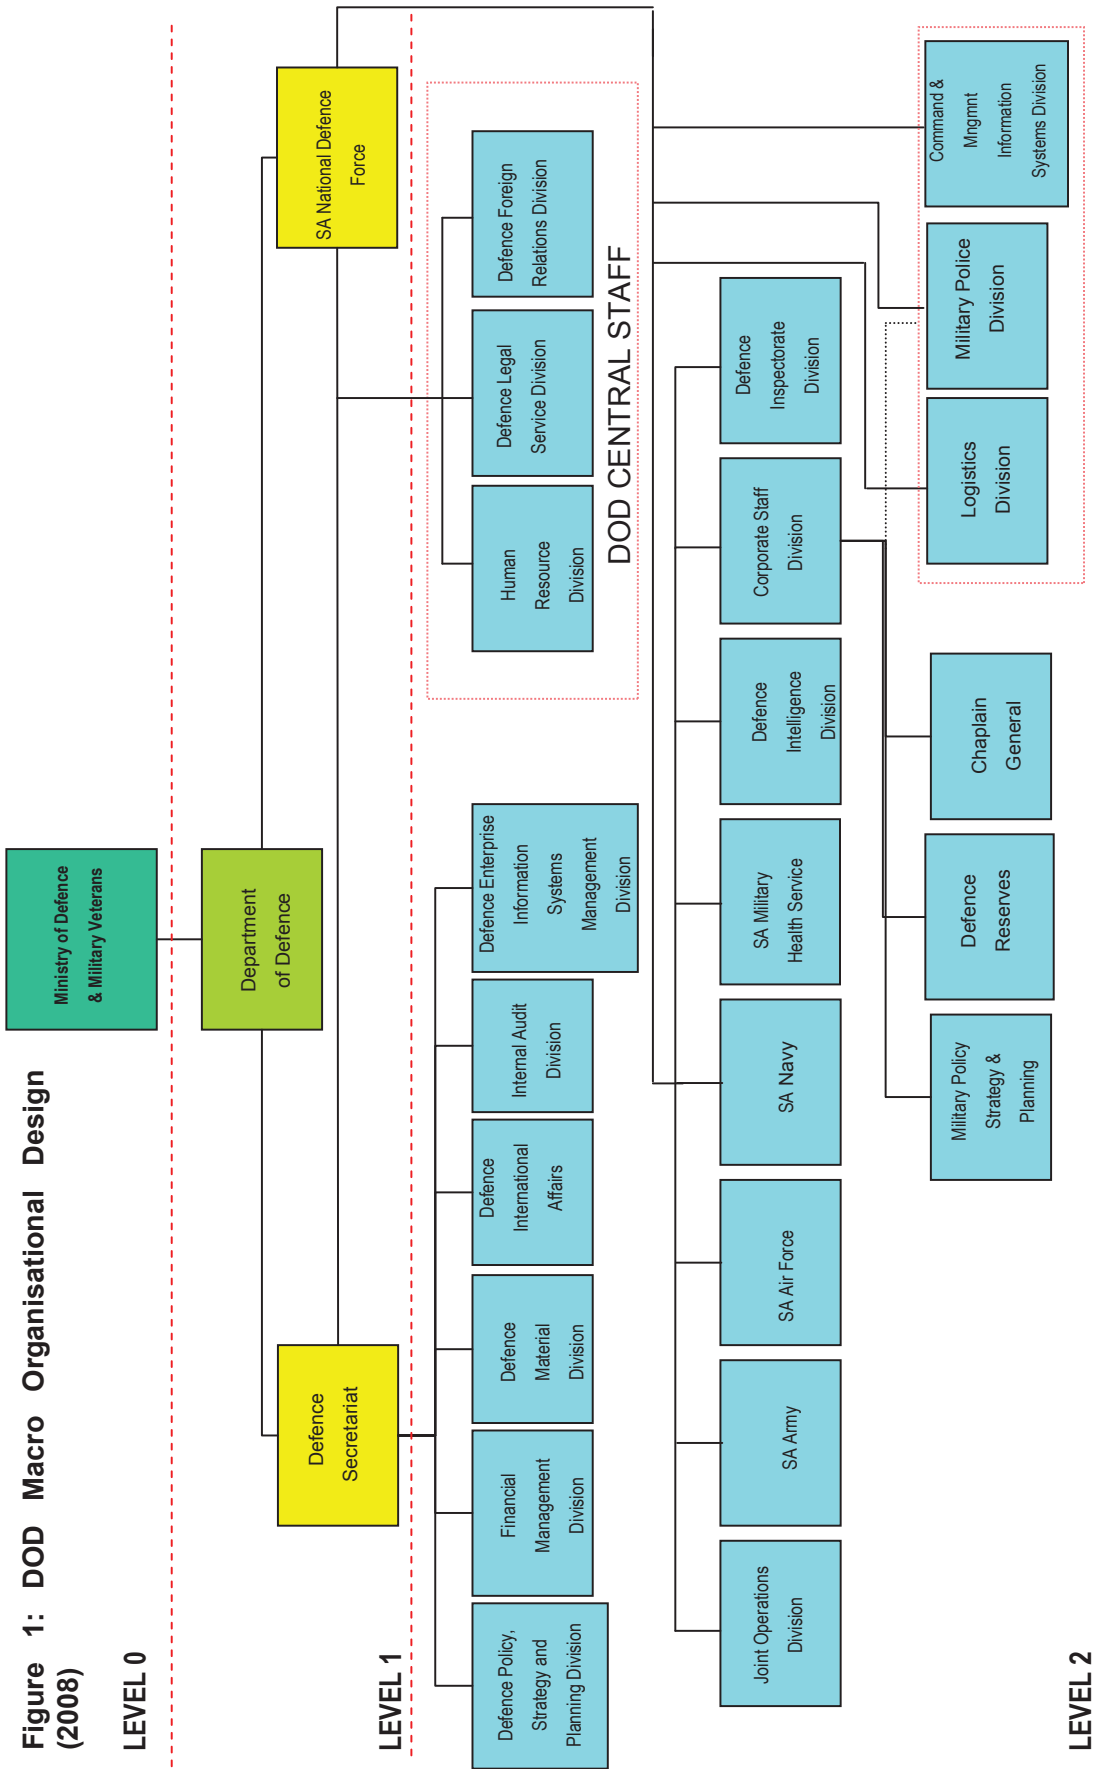 Figure 1: DOD Macro Organisational Design
(2008)
LEVEL 0
Ministry of Defence
& Military Veterans
Department
of Defence
LEVEL 1
Defence
Secretariat
SA National Defence
Force
Defence Policy,
Strategy and
Planning Division
Financial
Management
Division
Defence
Material
Division
Defence
International
Affairs
Internal Audit
Division
Defence Enterprise
Information
Systems
Management
Division
Human
Resource
Division
Defence Legal
Service Division
Defence Foreign
Relations Division
DOD CENTRAL STAFF
Joint Operations
Division
SA Army
SA Air Force
SA Navy
SA Military
Health Service
Defence
Intelligence
Division
Corporate Staff
Division
Defence
Inspectorate
Division
LEVEL 2
Military Policy
Strategy &
Planning
Defence
Reserves
Chaplain
General
Logistics
Division
Military Police
Division
Command &
Mngmnt
Information
Systems Division